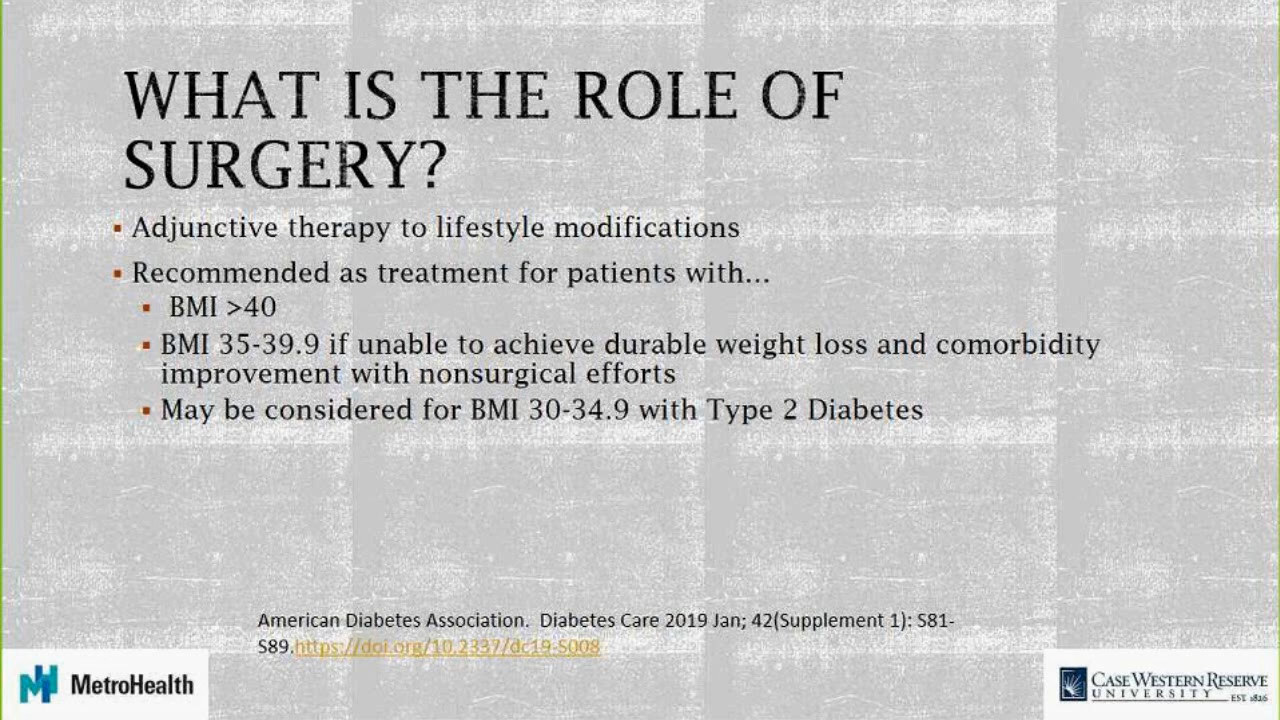 WHAT IS THE ROLE OF
SURGERY?
▪ Adjunctive therapy to lifestyle modifications
▪ Recommended as treatment for patients with...
▪ BMI >40
▪ BMI 35-39.9 if unable to achieve durable weight loss and comorbidity
improvement with nonsurgical efforts
▪ May be considered for BMI 30-34.9 with Type 2 Diabetes
American Diabetes Association. Diabetes Care 2019 Jan; 42(Supplement 1): S81-
S89.https://doi.org/10.2337/dc19-S008
MetroHealth
CASE WESTERN RESERVE
UNIVERSITY EST. 1826